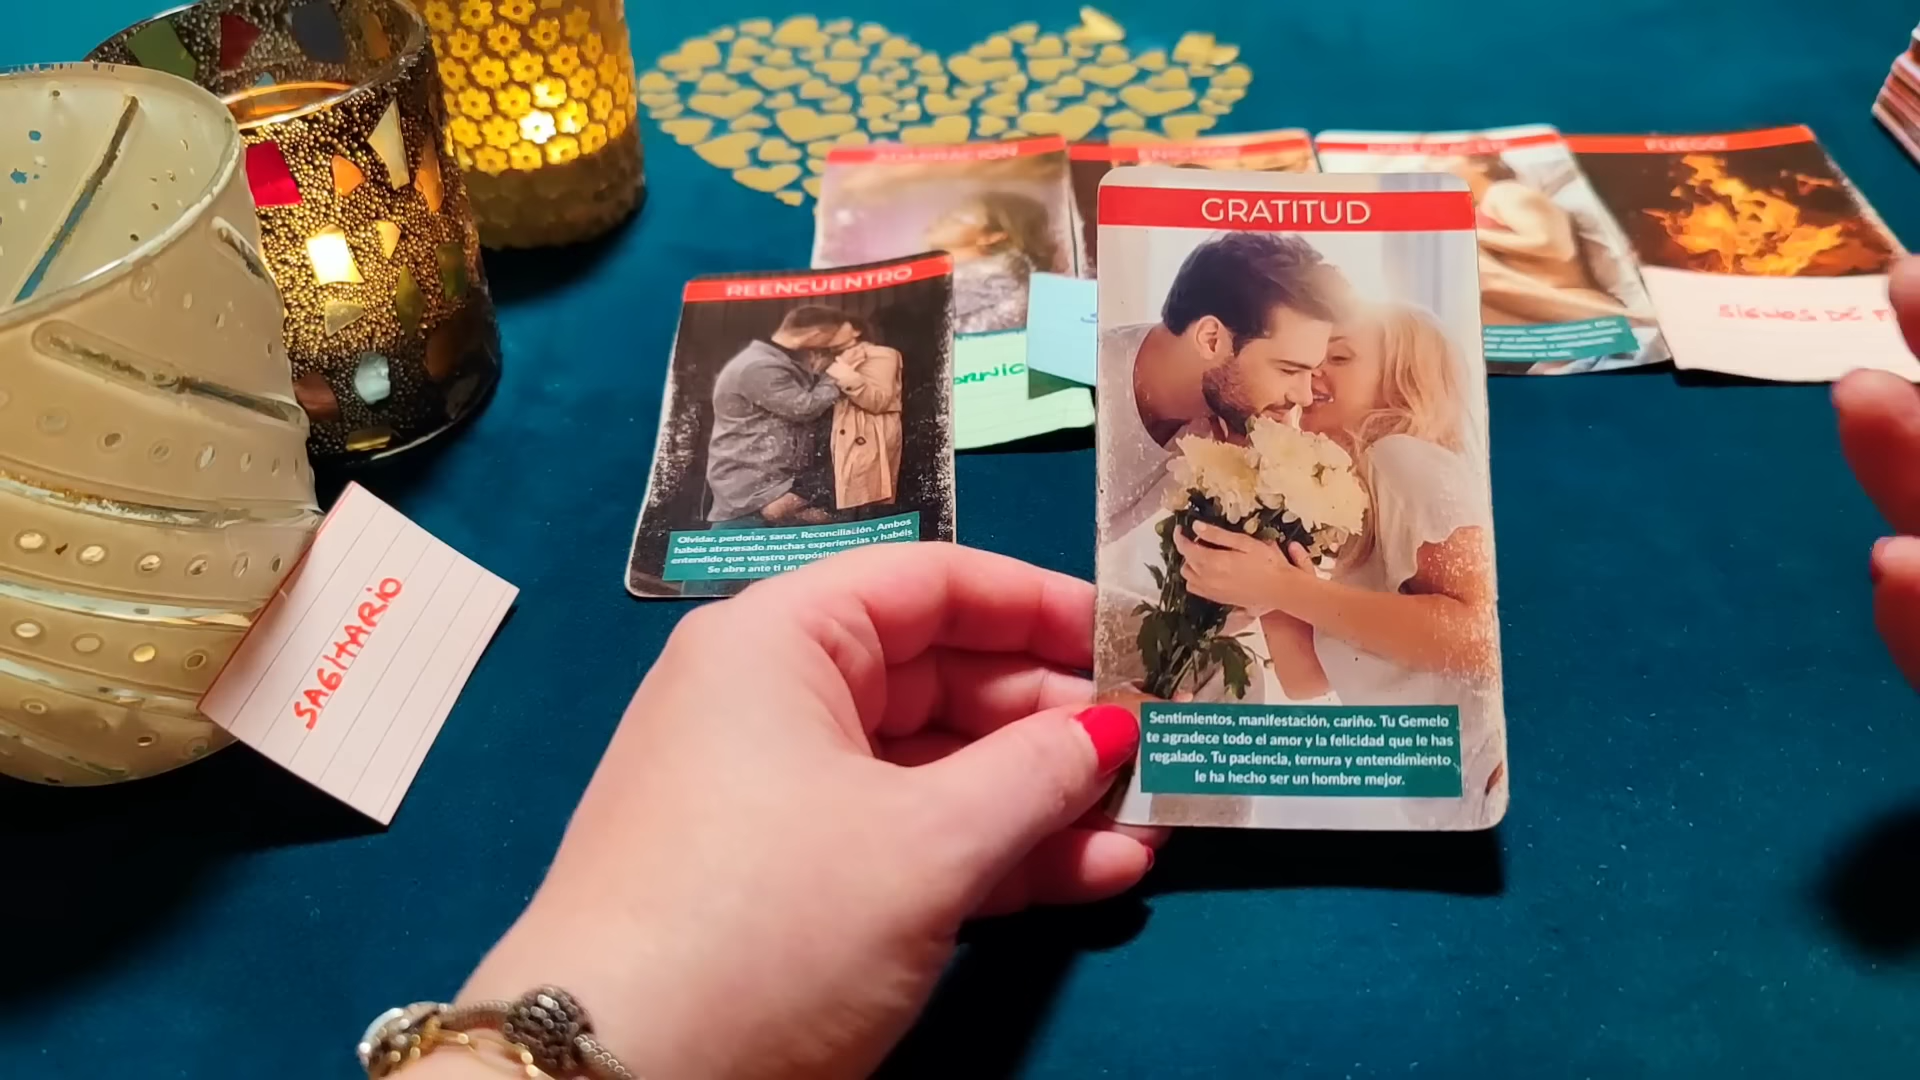 FUEGO
SIGNOS DE F
GRATITUD
Sentimientos, manifestación, cariño. Tu Gemelo
te agradece todo el amor y la felicidad que le has
regalado. Tu paciencia, ternura y entendimiento
le ha hecho ser un hombre mejor.
REENCUENTRO
Olvidar, perdonar, sanar. Reconciliación. Ambos
habéis atravesado muchas experiencias y habéis
entendido que vuestro propósito
Se abre ante ti un
SAGITARIO